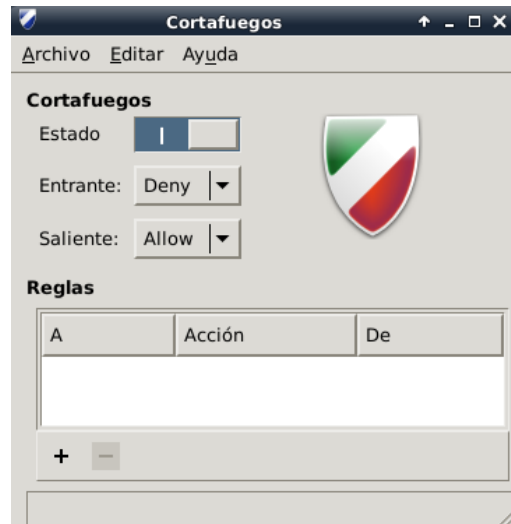 Cortafuegos
Archivo Editar Ayuda
Cortafuegos
Estado
Entrante: Deny
Saliente: Allow
Reglas
A Acción De